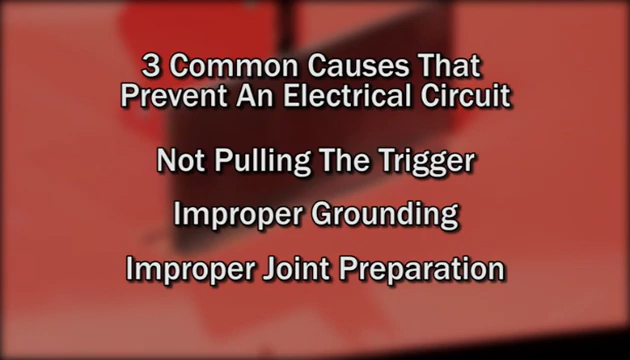 3 Common Causes That
Prevent An Electrical Circuit
Not Pulling The Trigger
Improper Grounding
Improper Joint Preparation